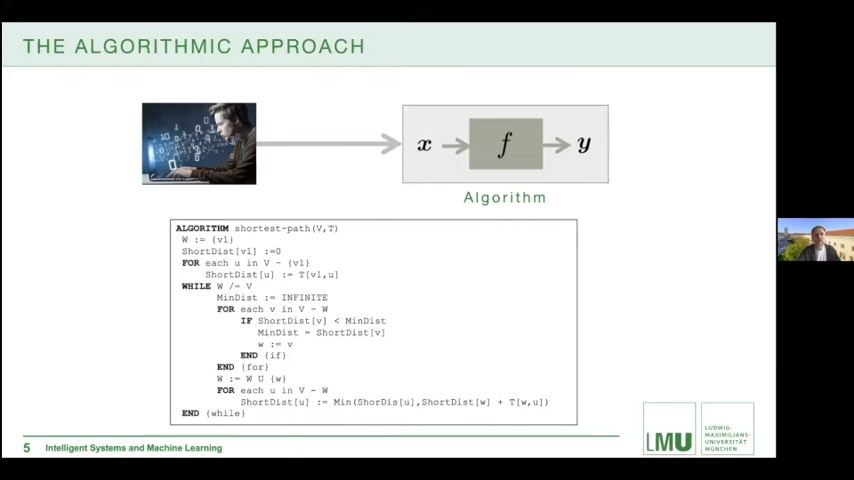 THE ALGORITHMIC APPROACH
x f y
Algorithm
ALGORITHM shortest-path(V,T)
W := {v1}
ShortDist[v1] :=0
FOR each u in V - {v1}
ShortDist[u] := T[v1,u]
WHILE W /= V
MinDist := INFINITE
FOR each v in V - W
IF ShortDist[v] < MinDist
MinDist = ShortDist[v]
w := v
END {if}
END {for}
W := W U {w}
FOR each u in V - W
ShortDist[u] := Min(ShorDis[u],ShortDist[w] + T[w,u])
END {while}
5 Intelligent Systems and Machine Learning
LMU
LUDWIG-
MAXIMILIANS-
UNIVERSITÄT
MÜNCHEN